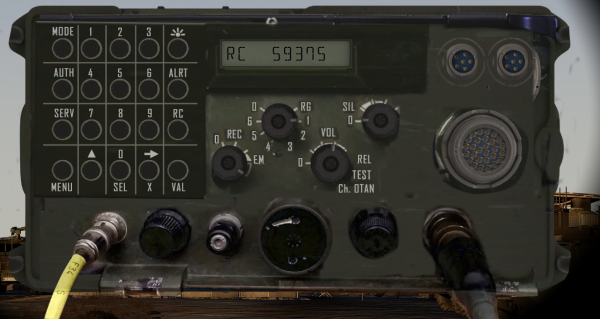 MODE 1 2 3
RC 59375
AUTH 4 5 6 ALRT
SERV 7 8 9 RC
0
MENU SEL X VAL
0 RG
6 1
5 2
4 3
SIL
0
REC
0
EM
VOL
0
REL
TEST
Ch. OTAN